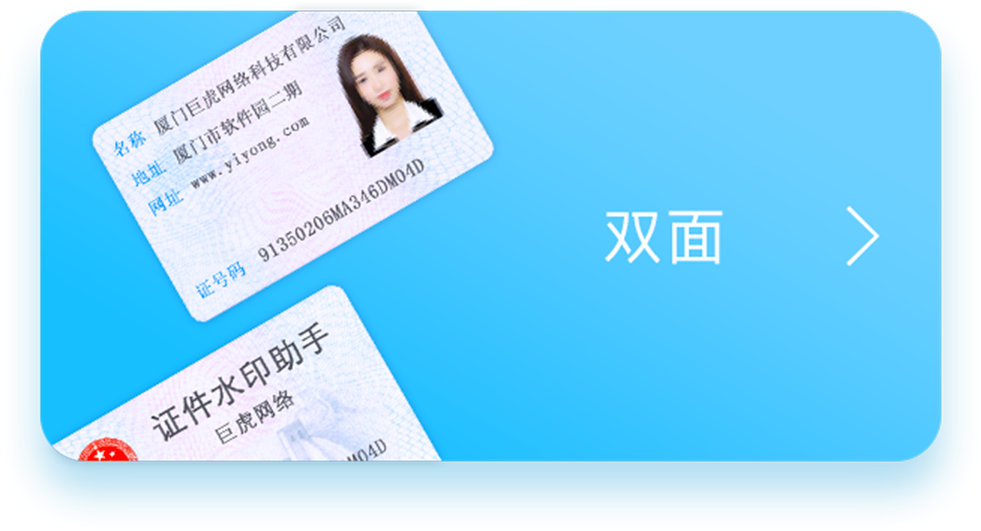 名称 厦门巨虎网络科技有限公司
地址 厦门市软件园二期
网址 www.yiyong.com
证号码 91350206MA346DM04D
双面
证件水印助手
巨虎网络
M04D